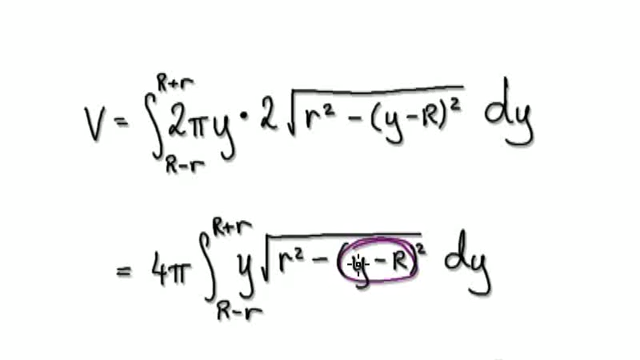 V = ∫_{R-r}^{R+r} 2πy · 2√(r² - (y-R)²) dy
= 4π ∫_{R-r}^{R+r} y√(r² - (y-R)²) dy